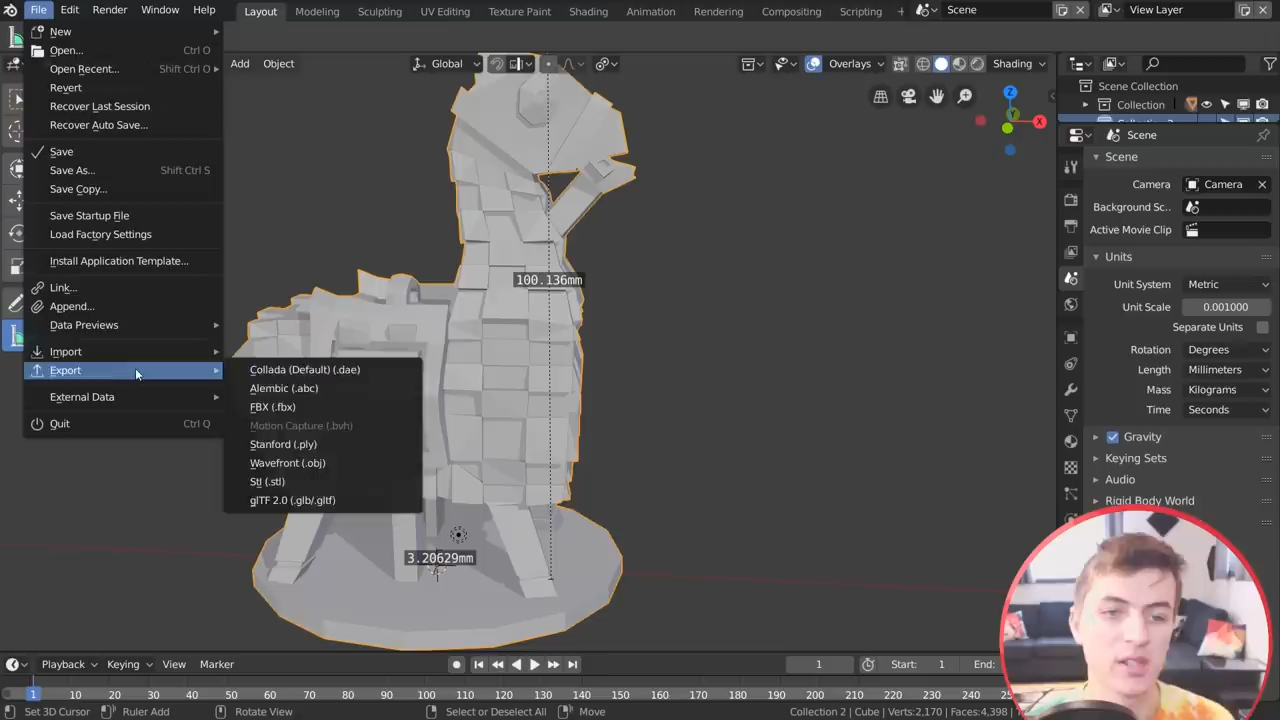 File Edit Render Window Help Layout Modeling Sculpting UV Editing Texture Paint Shading Animation Rendering Compositing Scripting + Scene View Layer
New
Open... Ctrl O
Open Recent... Shift Ctrl O
Revert
Recover Last Session
Recover Auto Save...
Save
Save As... Shift Ctrl S
Save Copy...
Save Startup File
Load Factory Settings
Install Application Template...
Link...
Append...
Data Previews
Import
Export
External Data
Quit Ctrl Q
Collada (Default) (.dae)
Alembic (.abc)
FBX (.fbx)
Motion Capture (.bvh)
Stanford (.ply)
Wavefront (.obj)
Stl (.stl)
glTF 2.0 (.glb/.gltf)
Add Object Global Overlays Shading
Z
Y
X
100.136mm
3.20629mm
Scene Collection
Collection
Scene
Scene
Camera Camera
Background Sc..
Active Movie Clip
Units
Unit System Metric
Unit Scale 0.001000
Separate Units
Rotation Degrees
Length Millimeters
Mass Kilograms
Time Seconds
Gravity
Keying Sets
Audio
Rigid Body World
Playback Keying View Marker 1 Start: 1 End:
1 10 20 30 40 50 60 70 80 90 100 110 120 130 140 150 160 170 180 190 200 210 220 230 240
Set 3D Cursor Ruler Add Rotate View Select or Deselect All Move Collection 2 | Cube | Verts:2,170 | Faces:4,398 |